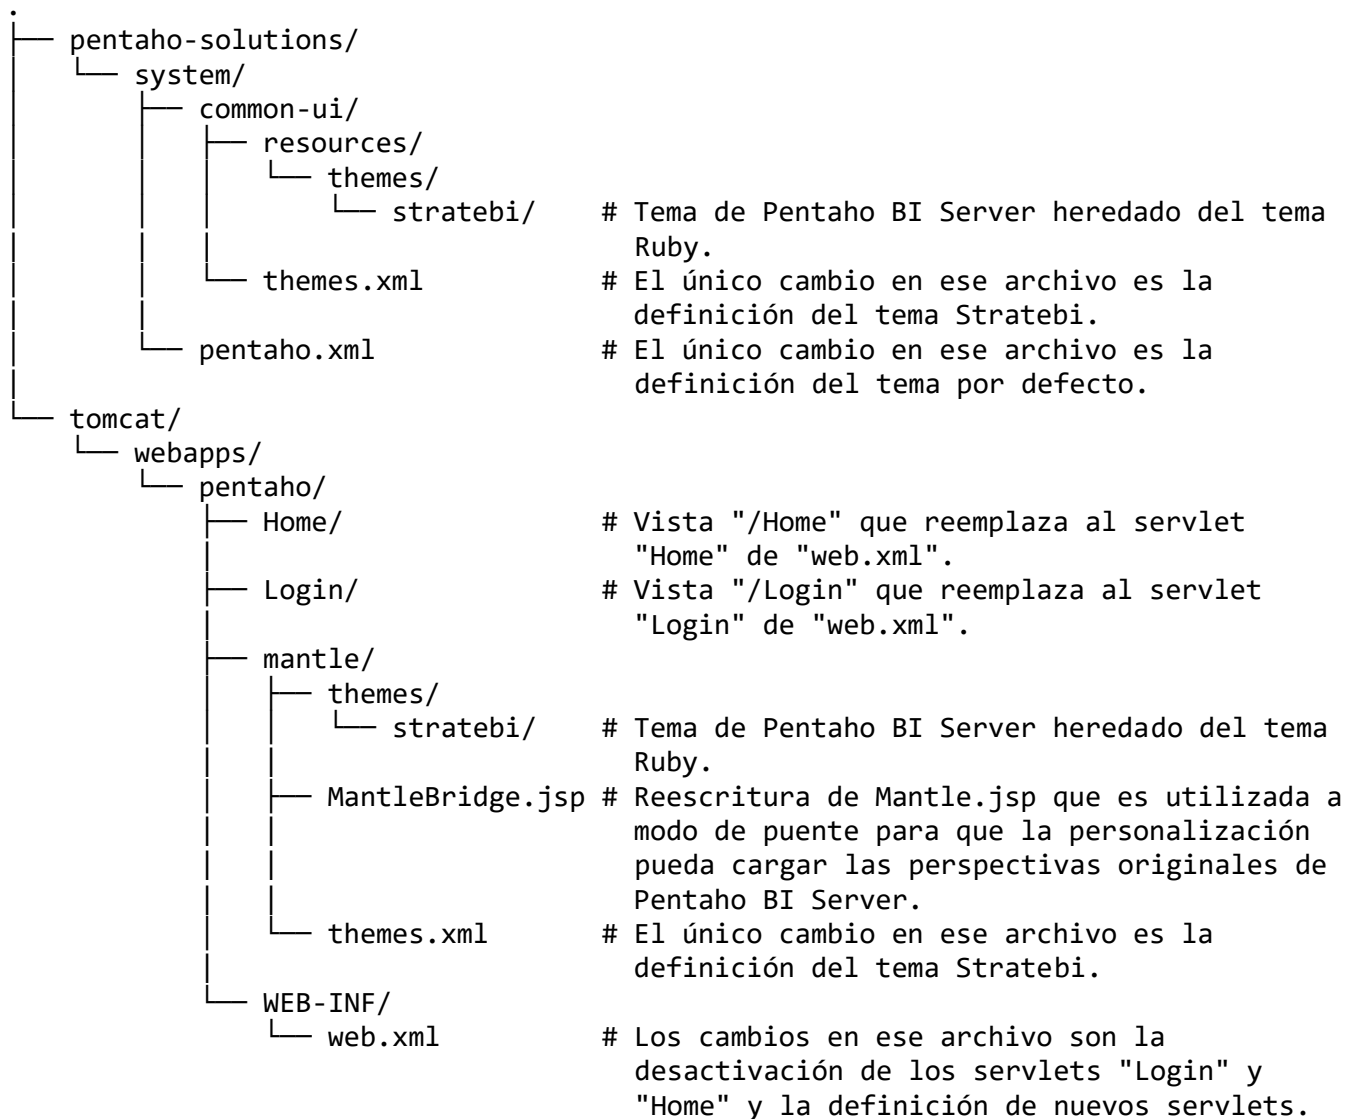 .
├── pentaho-solutions/
│   └── system/
│       ├── common-ui/
│       │   ├── resources/
│       │   │   └── themes/
│       │   │       └── stratebi/    # Tema de Pentaho BI Server heredado del tema
│       │   │                          Ruby.
│       │   └── themes.xml           # El único cambio en ese archivo es la
│       │                              definición del tema Stratebi.
│       └── pentaho.xml              # El único cambio en ese archivo es la
│                                      definición del tema por defecto.
└── tomcat/
    └── webapps/
        └── pentaho/
            ├── Home/                # Vista "/Home" que reemplaza al servlet
            │                          "Home" de "web.xml".
            ├── Login/               # Vista "/Login" que reemplaza al servlet
            │                          "Login" de "web.xml".
            ├── mantle/
            │   ├── themes/
            │   │   └── stratebi/    # Tema de Pentaho BI Server heredado del tema
            │   │                      Ruby.
            │   ├── MantleBridge.jsp # Reescritura de Mantle.jsp que es utilizada a
            │   │                      modo de puente para que la personalización
            │   │                      pueda cargar las perspectivas originales de
            │   │                      Pentaho BI Server.
            │   └── themes.xml       # El único cambio en ese archivo es la
            │                          definición del tema Stratebi.
            └── WEB-INF/
                └── web.xml          # Los cambios en ese archivo son la
                                       desactivación de los servlets "Login" y
                                       "Home" y la definición de nuevos servlets.